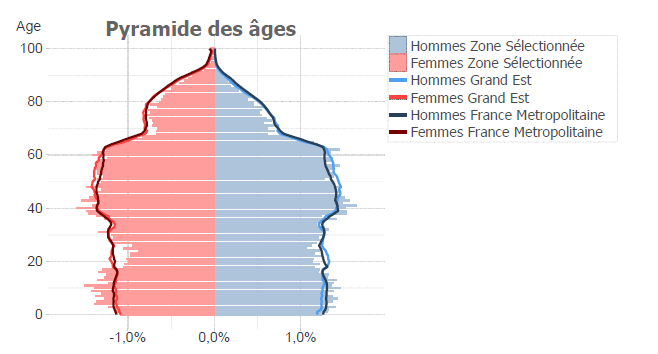 Pyramide des âges
Age
100
80
60
40
20
0
-1,0%
0,0%
1,0%
Hommes Zone Sélectionnée
Femmes Zone Sélectionnée
Hommes Grand Est
Femmes Grand Est
Hommes France Metropolitaine
Femmes France Metropolitaine